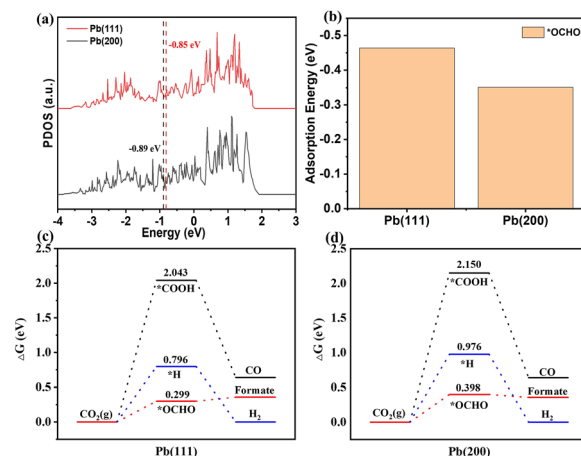 (a)
Pb(111)
Pb(200)
-0.85 eV
-0.89 eV
PDOS (a.u.)
-4 -3 -2 -1 0 1 2 3
Energy (eV)
(b)
*OCHO
Adsorption Energy (eV)
-0.5
-0.4
-0.3
-0.2
-0.1
0.0
Pb(111) Pb(200)
(c)
△G (eV)
2.5
2.0
1.5
1.0
0.5
0.0
2.043
*COOH
0.796
*H
0.299
*OCHO
CO₂(g)
CO
Formate
H₂
Pb(111)
(d)
△G (eV)
2.5
2.0
1.5
1.0
0.5
0.0
2.150
*COOH
0.976
*H
0.398
*OCHO
CO₂(g)
CO
Formate
H₂
Pb(200)